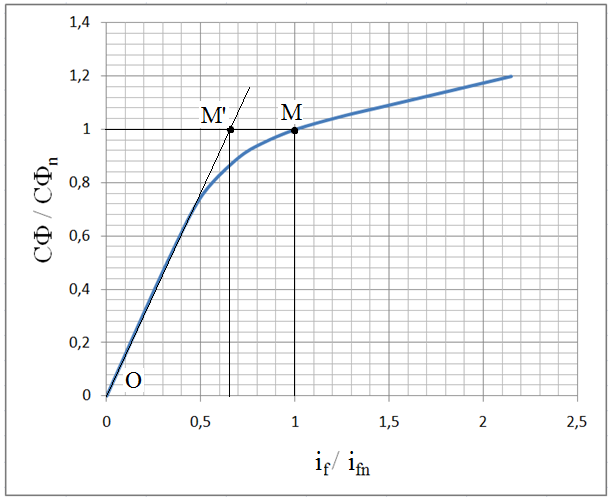 1,4
1,2
M'
M
1
0,8
0,6
0,4
0,2
O
0
0
0,5
1
1,5
2
2,5
CΦ / CΦn
if / ifn